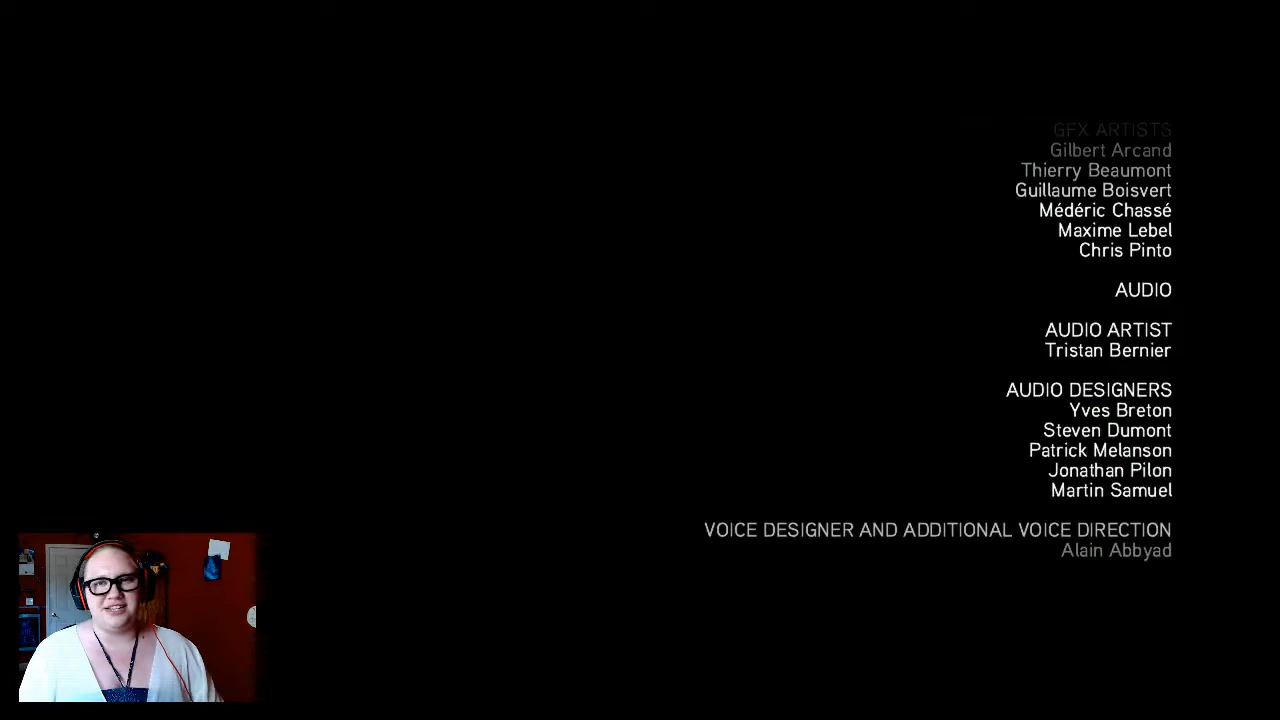 GFX ARTISTS
Gilbert Arcand
Thierry Beaumont
Guillaume Boisvert
Médéric Chassé
Maxime Lebel
Chris Pinto
AUDIO
AUDIO ARTIST
Tristan Bernier
AUDIO DESIGNERS
Yves Breton
Steven Dumont
Patrick Melanson
Jonathan Pilon
Martin Samuel
VOICE DESIGNER AND ADDITIONAL VOICE DIRECTION
Alain Abbyad